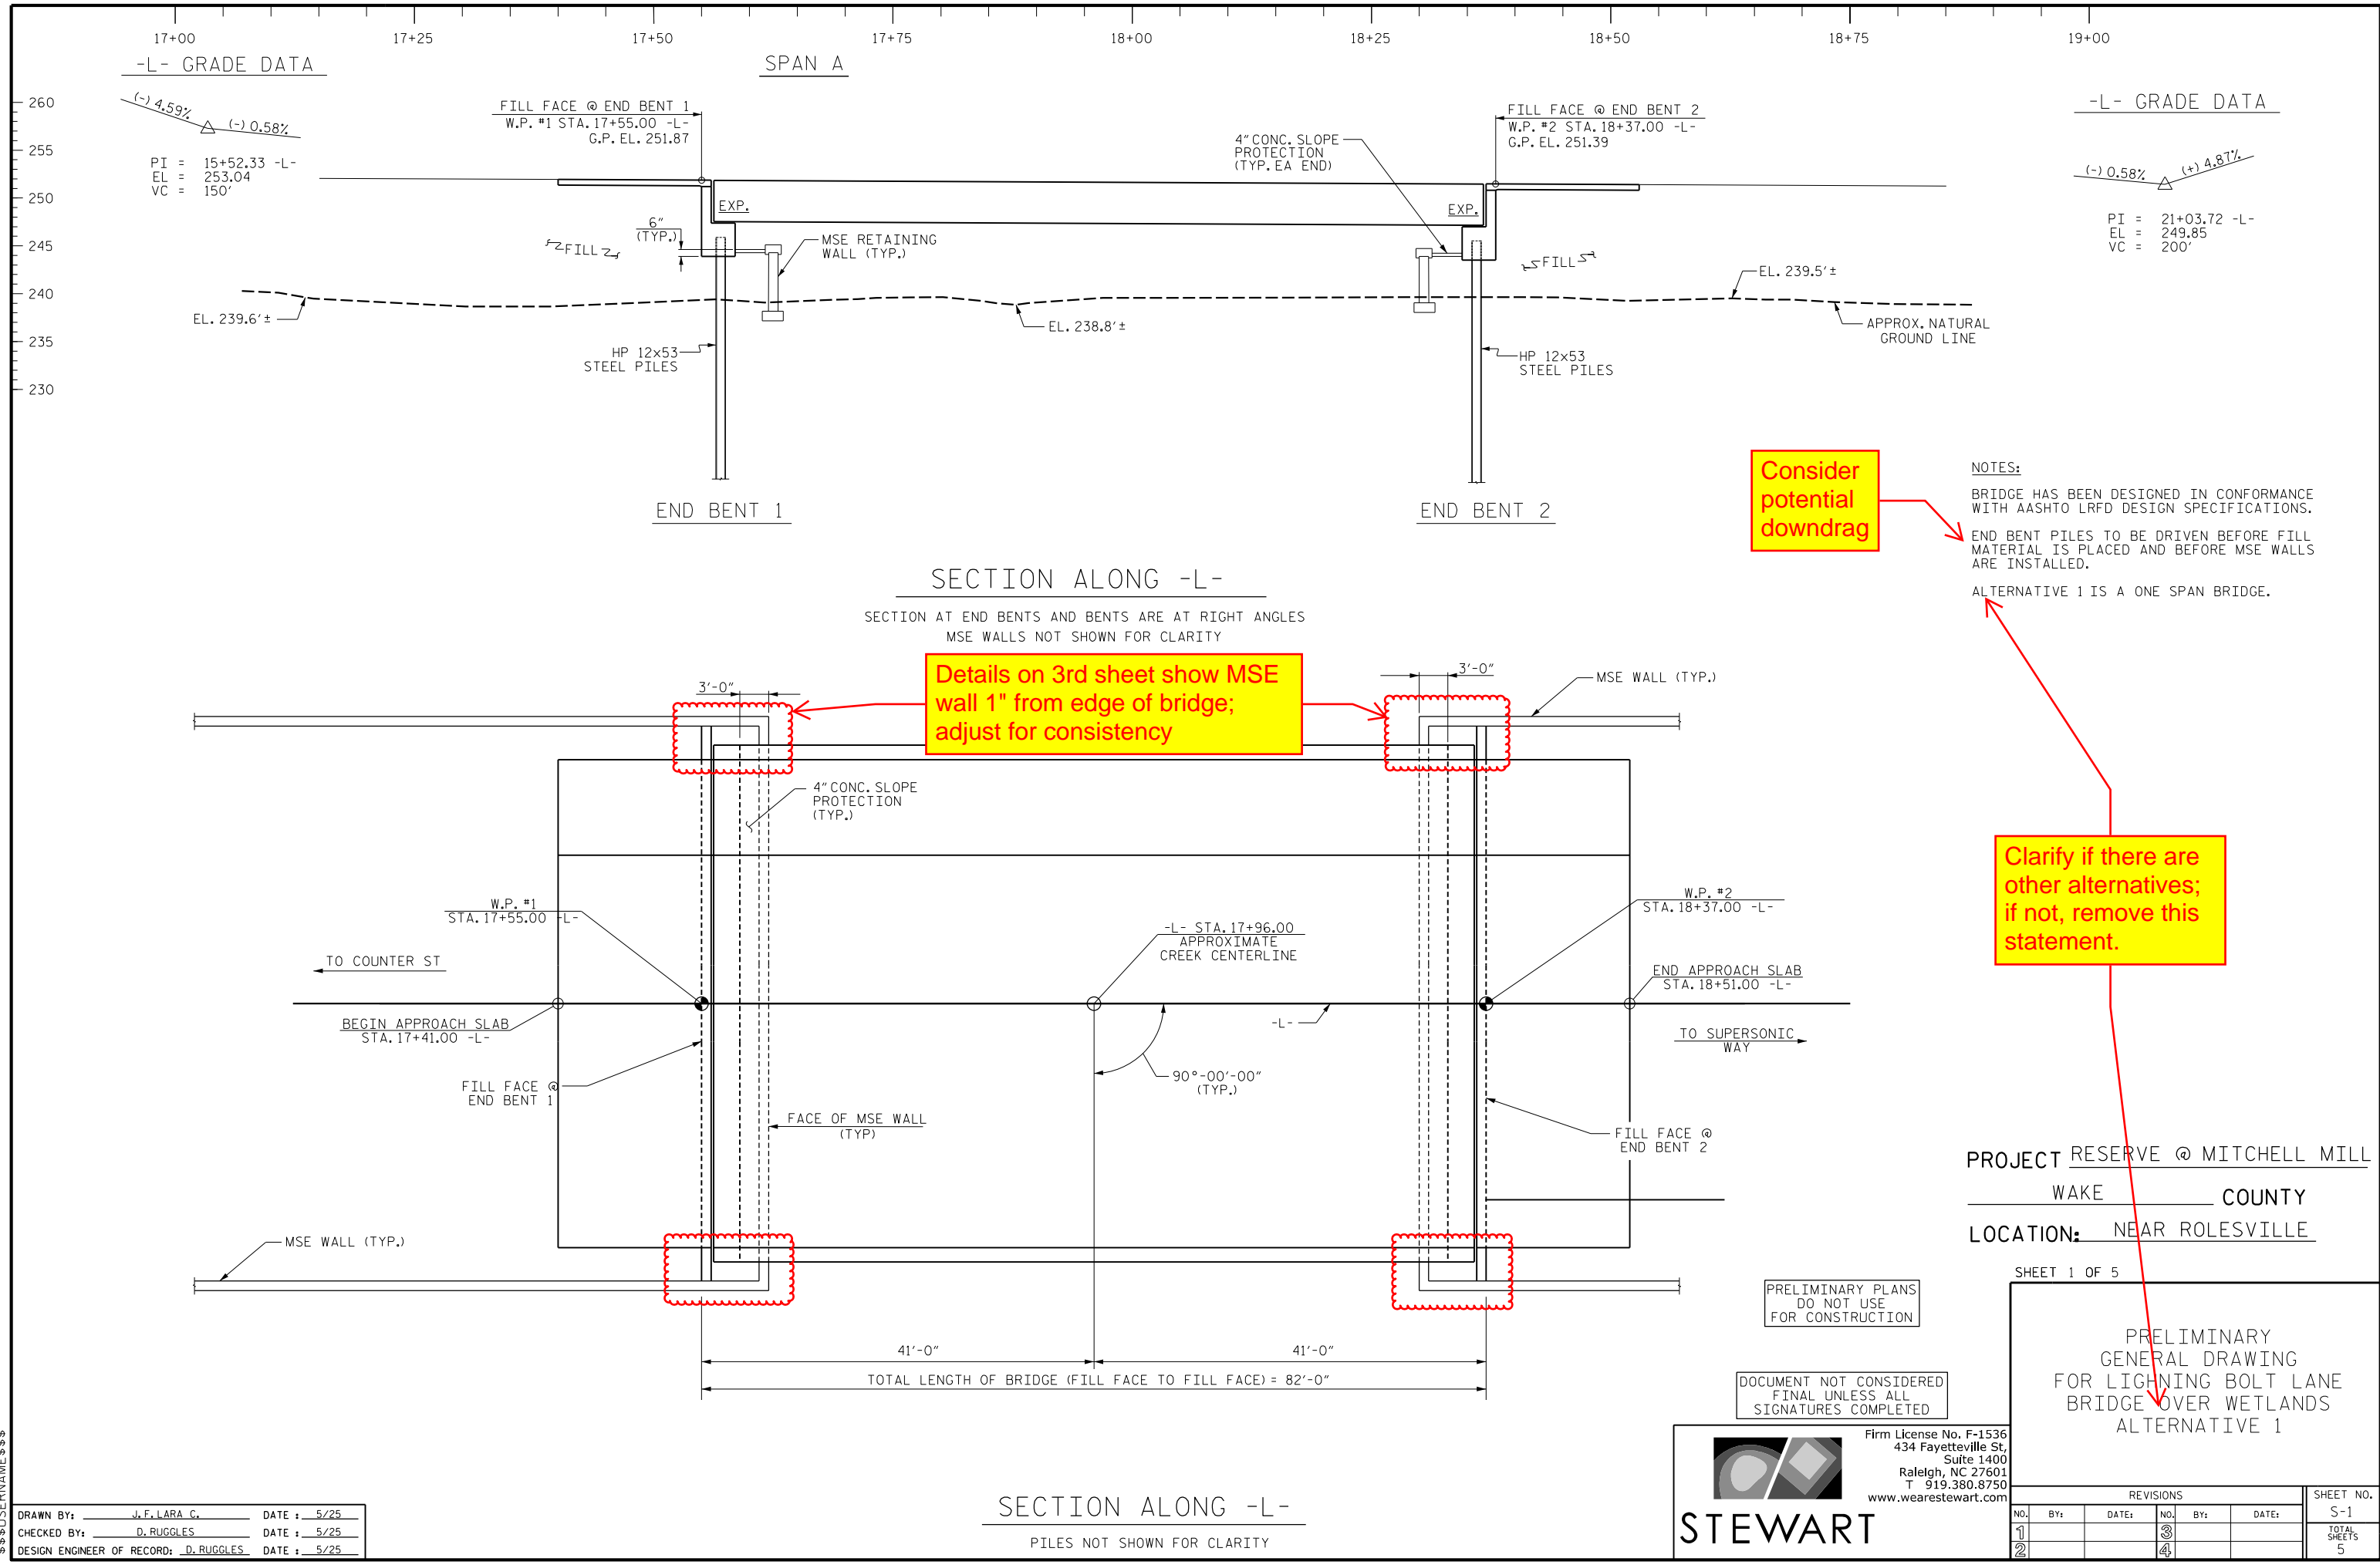 17+00 17+25 17+50 17+75 18+00 18+25 18+50 18+75 19+00
-L- GRADE DATA
SPAN A
260
255
250
245
240
235
230
(-) 4.59%
(-) 0.58%
PI = 15+52.33 -L-
EL = 253.04
VC = 150'
FILL FACE @ END BENT 1
W.P. #1 STA. 17+55.00 -L-
G.P. EL. 251.87
4" CONC. SLOPE
PROTECTION
(TYP. EA END)
FILL FACE @ END BENT 2
W.P. #2 STA. 18+37.00 -L-
G.P. EL. 251.39
-L- GRADE DATA
(-) 0.58%
(+) 4.87%
PI = 21+03.72 -L-
EL = 249.85
VC = 200'
EXP.
EXP.
6"
(TYP.)
FILL
MSE RETAINING
WALL (TYP.)
FILL
EL. 239.5'±
EL. 239.6'±
EL. 238.8'±
APPROX. NATURAL
GROUND LINE
HP 12x53
STEEL PILES
HP 12x53
STEEL PILES
END BENT 1
END BENT 2
Consider
potential
downdrag
NOTES:
BRIDGE HAS BEEN DESIGNED IN CONFORMANCE
WITH AASHTO LRFD DESIGN SPECIFICATIONS.
END BENT PILES TO BE DRIVEN BEFORE FILL
MATERIAL IS PLACED AND BEFORE MSE WALLS
ARE INSTALLED.
ALTERNATIVE 1 IS A ONE SPAN BRIDGE.
SECTION ALONG -L-
SECTION AT END BENTS AND BENTS ARE AT RIGHT ANGLES
MSE WALLS NOT SHOWN FOR CLARITY
Details on 3rd sheet show MSE
wall 1" from edge of bridge;
adjust for consistency
3'-0"
3'-0"
MSE WALL (TYP.)
4" CONC. SLOPE
PROTECTION
(TYP.)
Clarify if there are
other alternatives;
if not, remove this
statement.
W.P. #1
STA. 17+55.00 -L-
W.P. #2
STA. 18+37.00 -L-
-L- STA. 17+96.00
APPROXIMATE
CREEK CENTERLINE
TO COUNTER ST
END APPROACH SLAB
STA. 18+51.00 -L-
BEGIN APPROACH SLAB
STA. 17+41.00 -L-
-L-
TO SUPERSONIC
WAY
90°-00'-00"
(TYP.)
FILL FACE @
END BENT 1
FACE OF MSE WALL
(TYP)
FILL FACE @
END BENT 2
PROJECT RESERVE @ MITCHELL MILL
WAKE COUNTY
LOCATION: NEAR ROLESVILLE
MSE WALL (TYP.)
SHEET 1 OF 5
PRELIMINARY PLANS
DO NOT USE
FOR CONSTRUCTION
41'-0"
41'-0"
TOTAL LENGTH OF BRIDGE (FILL FACE TO FILL FACE) = 82'-0"
DOCUMENT NOT CONSIDERED
FINAL UNLESS ALL
SIGNATURES COMPLETED
PRELIMINARY
GENERAL DRAWING
FOR LIGHNING BOLT LANE
BRIDGE OVER WETLANDS
ALTERNATIVE 1
Firm License No. F-1536
434 Fayetteville St,
Suite 1400
Raleigh, NC 27601
T 919.380.8750
www.wearestewart.com
STEWART
SECTION ALONG -L-
PILES NOT SHOWN FOR CLARITY
DRAWN BY: J. F. LARA C. DATE : 5/25
CHECKED BY: D. RUGGLES DATE : 5/25
DESIGN ENGINEER OF RECORD: D. RUGGLES DATE : 5/25
REVISIONS
NO. BY: DATE: NO. BY: DATE:
1 3
2 4
SHEET NO.
S-1
TOTAL
SHEETS
5